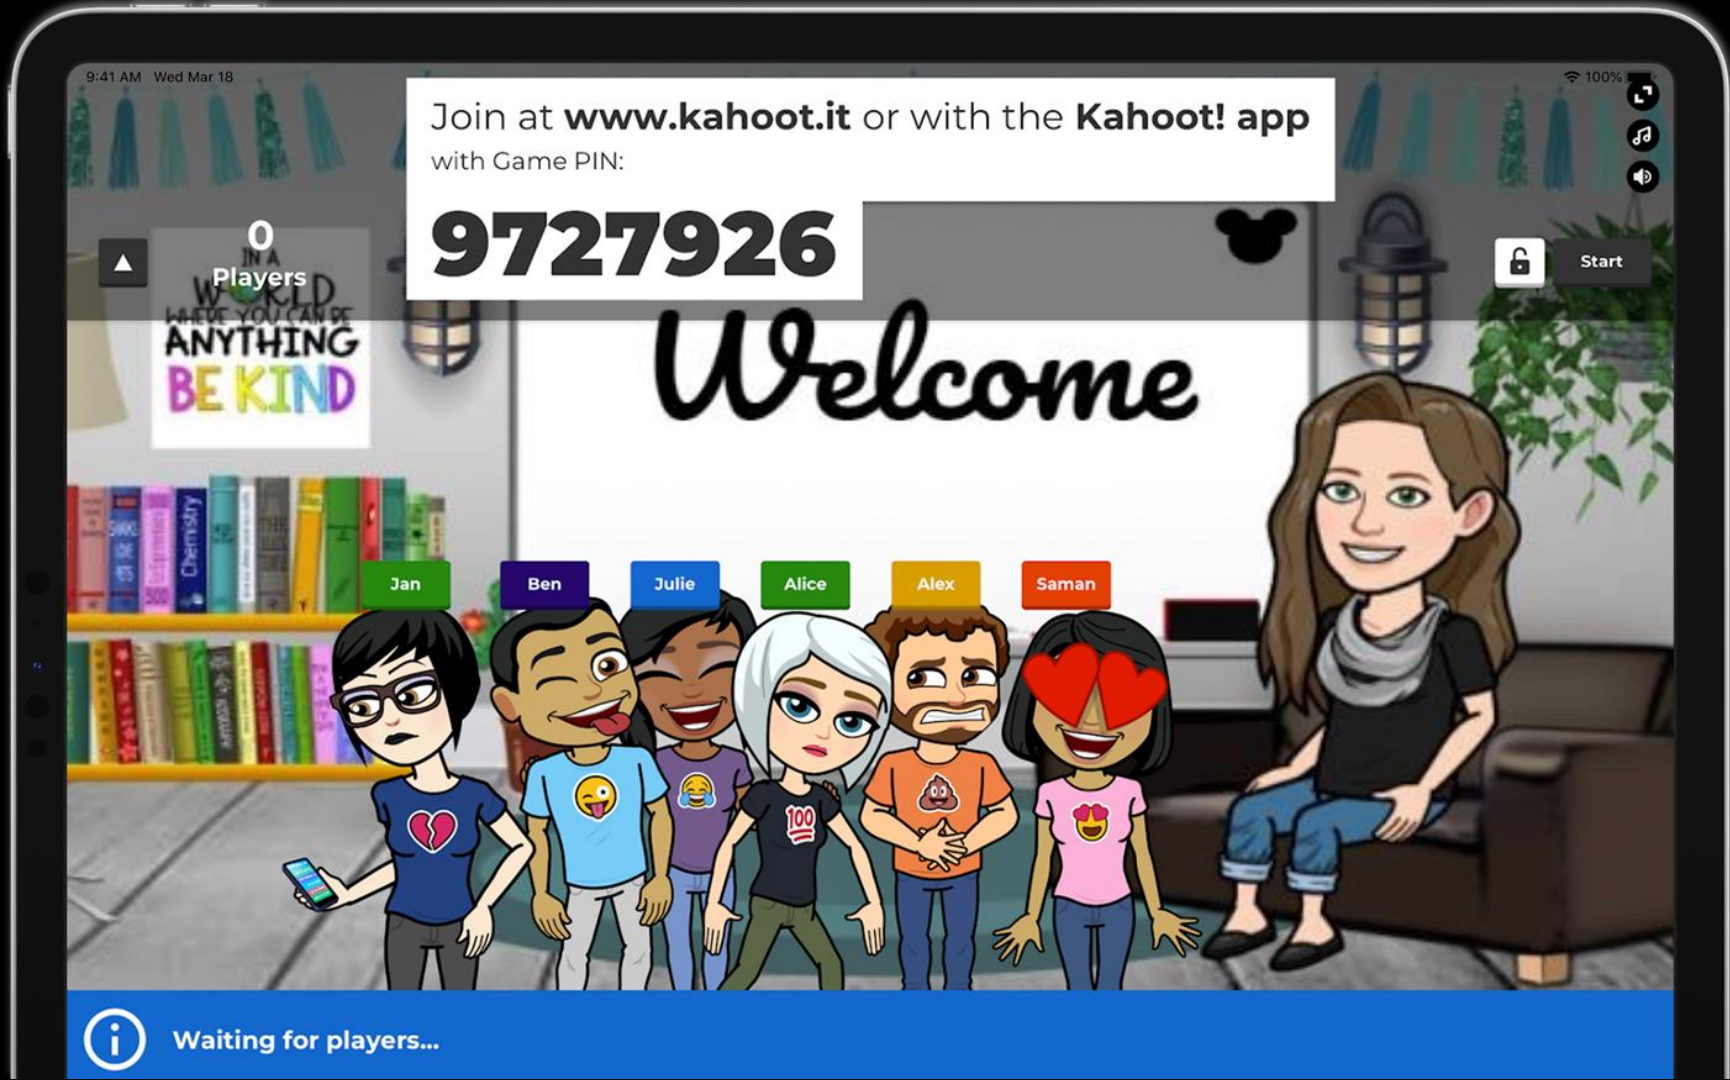 9:41 AM Wed Mar 18
100%
Join at www.kahoot.it or with the Kahoot! app
with Game PIN:
9727926
0
Players
Start
IN A
WORLD
WHERE YOU CAN BE
ANYTHING
BE KIND
Welcome
Chemistry
Jan
Ben
Julie
Alice
Alex
Saman
100
Waiting for players...